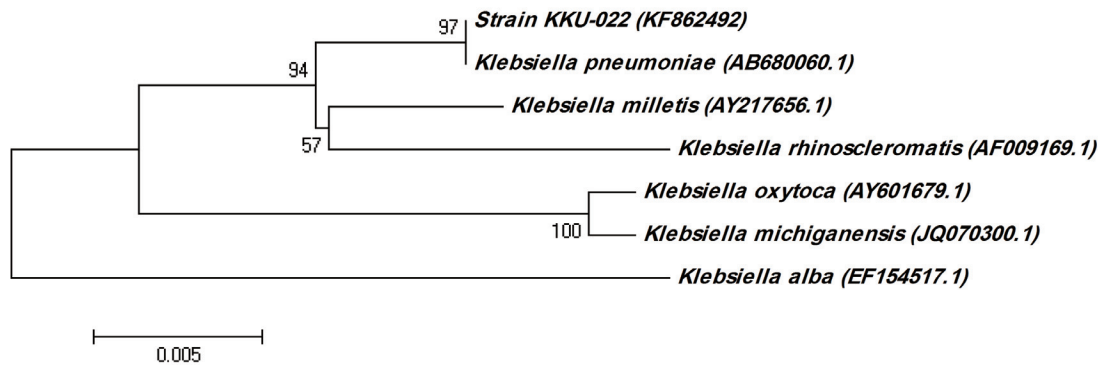 97
Strain KKU-022 (KF862492)
Klebsiella pneumoniae (AB680060.1)
94
Klebsiella milletis (AY217656.1)
57
Klebsiella rhinoscleromatis (AF009169.1)
Klebsiella oxytoca (AY601679.1)
100
Klebsiella michiganensis (JQ070300.1)
Klebsiella alba (EF154517.1)
0.005